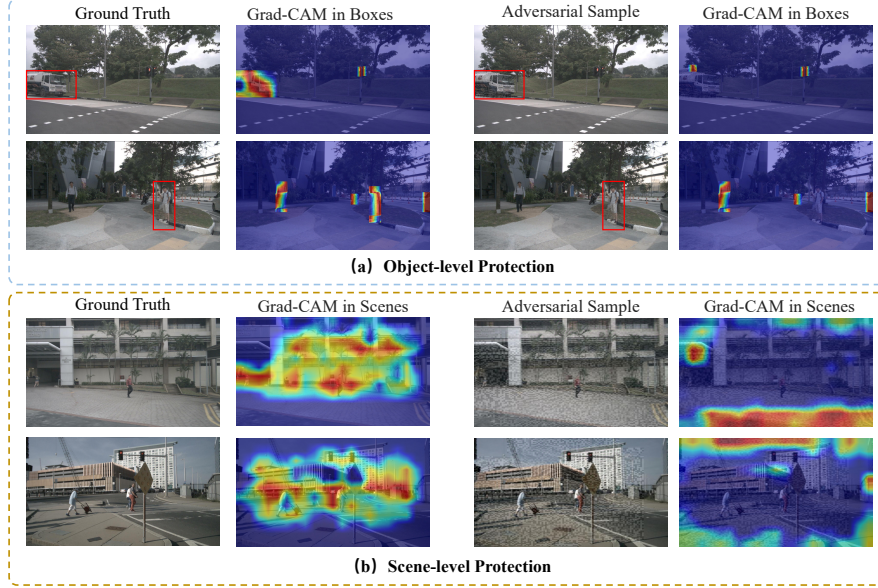 Ground Truth
Grad-CAM in Boxes
Adversarial Sample
Grad-CAM in Boxes
(a) Object-level Protection
Ground Truth
Grad-CAM in Scenes
Adversarial Sample
Grad-CAM in Scenes
(b) Scene-level Protection